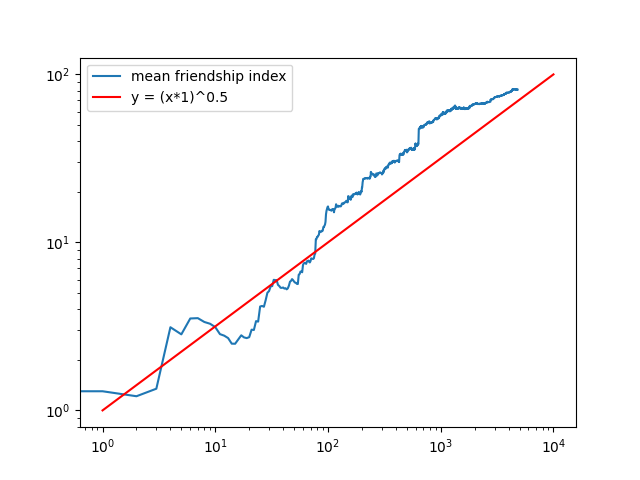 mean friendship index
y = (x*1)^0.5
10²
10¹
10⁰
10⁰ 10¹ 10² 10³ 10⁴